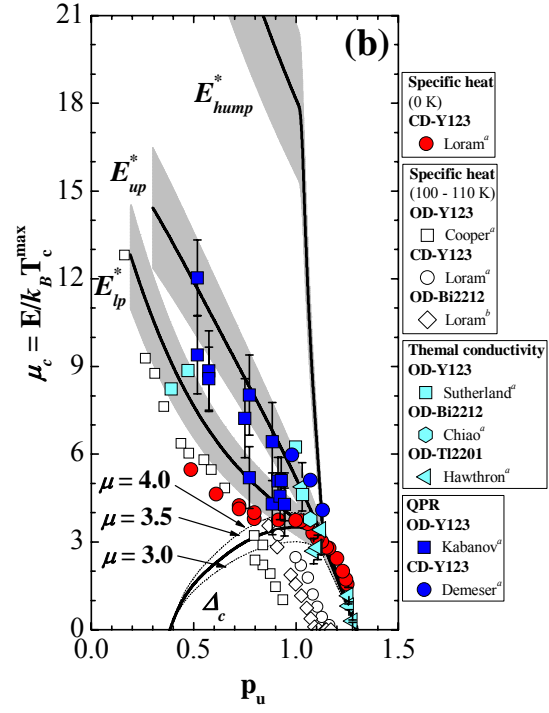 (b)
21
18
15
12
9
6
3
0
μc = E/kBTcmax
E*hump
E*up
E*lp
μ = 4.0
μ = 3.5
μ = 3.0
Δc
0.0 0.5 1.0 1.5
pu
Specific heat
(0 K)
CD-Y123
Lorama
Specific heat
(100 - 110 K)
OD-Y123
Coopera
CD-Y123
Lorama
OD-Bi2212
Loramb
Themal conductivity
OD-Y123
Sutherlanda
OD-Bi2212
Chiaoa
OD-Tl2201
Hawthrona
QPR
OD-Y123
Kabanova
CD-Y123
Demesera